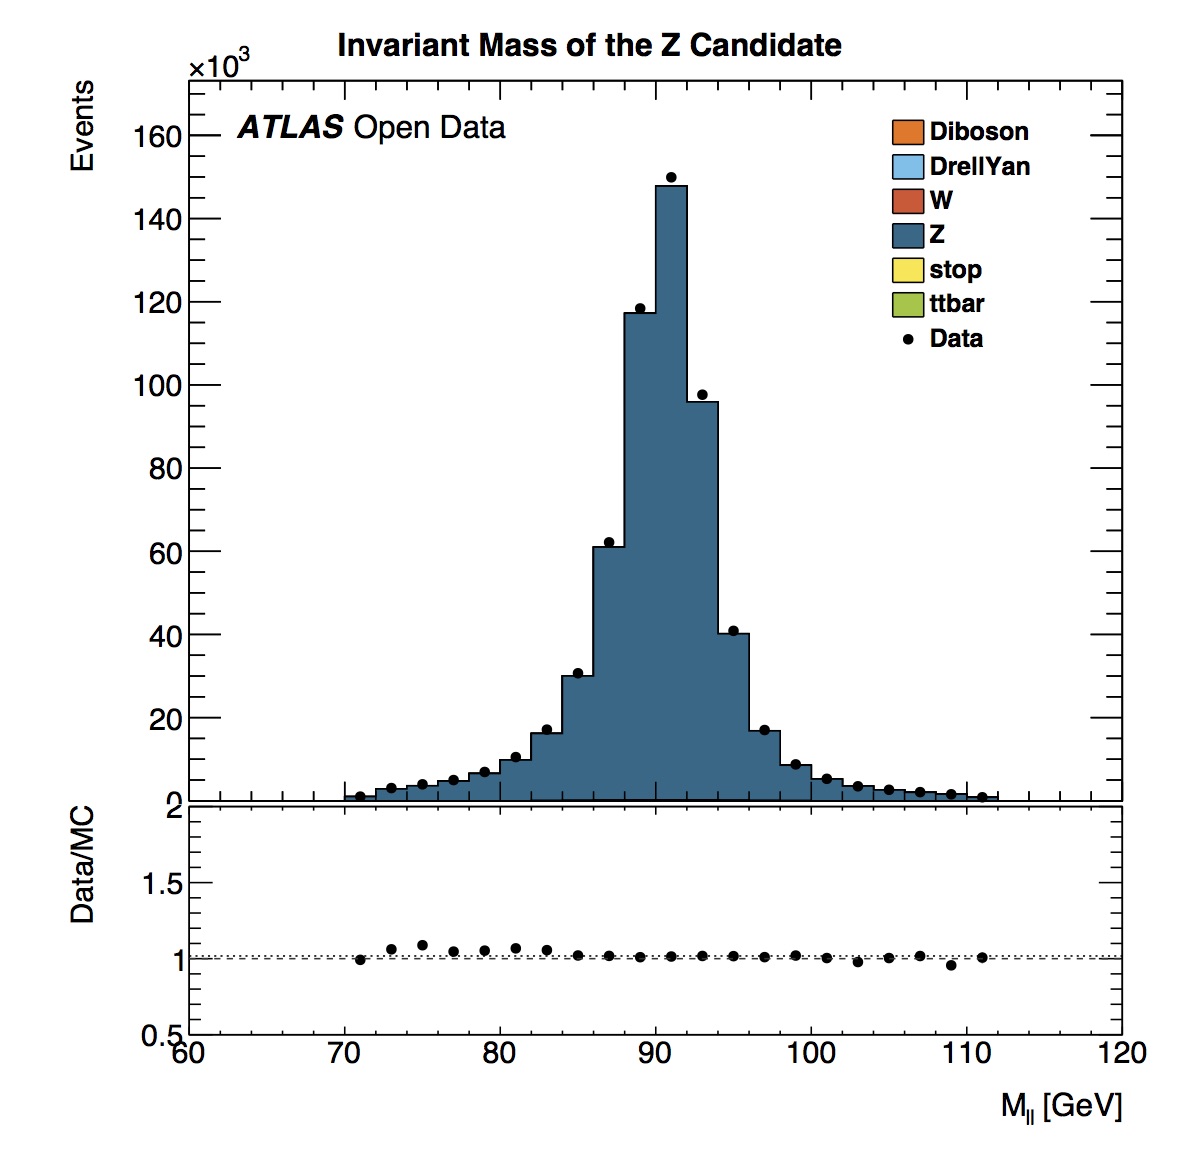 Invariant Mass of the Z Candidate
×10³
Events
ATLAS Open Data
160
140
120
100
80
60
40
20
0
Diboson
DrellYan
W
Z
stop
ttbar
Data
Data/MC
2
1.5
1
0.5
60 70 80 90 100 110 120
M_ll [GeV]